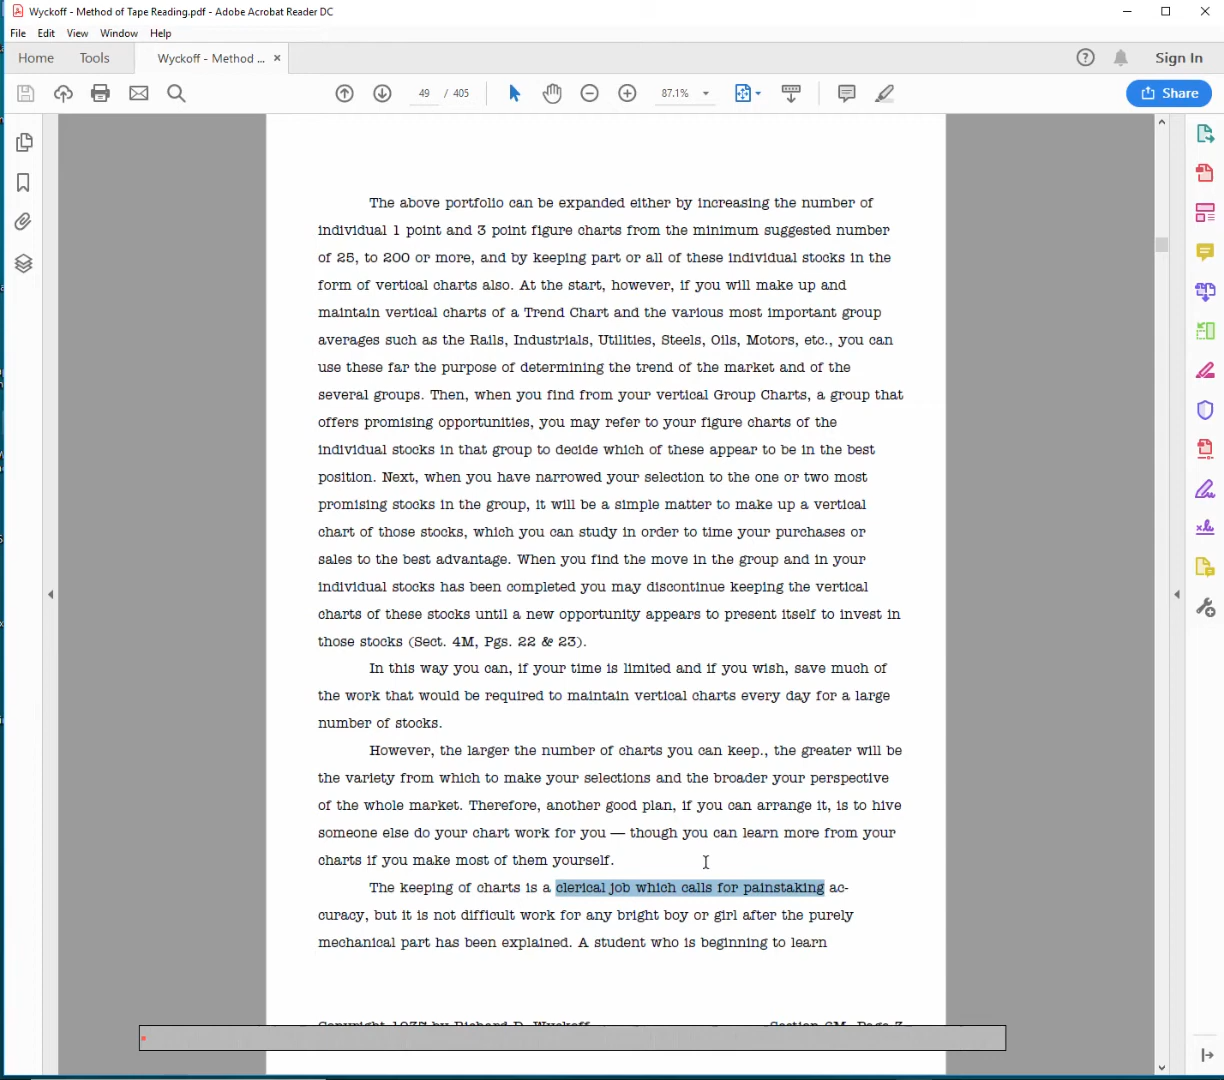 Wyckoff - Method of Tape Reading.pdf - Adobe Acrobat Reader DC
File Edit View Window Help
Home Tools Wyckoff - Method ... × Sign In
49 / 405 87.1% Share
The above portfolio can be expanded either by increasing the number of
individual 1 point and 3 point figure charts from the minimum suggested number
of 25, to 200 or more, and by keeping part or all of these individual stocks in the
form of vertical charts also. At the start, however, if you will make up and
maintain vertical charts of a Trend Chart and the various most important group
averages such as the Rails, Industrials, Utilities, Steels, Oils, Motors, etc., you can
use these far the purpose of determining the trend of the market and of the
several groups. Then, when you find from your vertical Group Charts, a group that
offers promising opportunities, you may refer to your figure charts of the
individual stocks in that group to decide which of these appear to be in the best
position. Next, when you have narrowed your selection to the one or two most
promising stocks in the group, it will be a simple matter to make up a vertical
chart of those stocks, which you can study in order to time your purchases or
sales to the best advantage. When you find the move in the group and in your
individual stocks has been completed you may discontinue keeping the vertical
charts of these stocks until a new opportunity appears to present itself to invest in
those stocks (Sect. 4M, Pgs. 22 & 23).
In this way you can, if your time is limited and if you wish, save much of
the work that would be required to maintain vertical charts every day for a large
number of stocks.
However, the larger the number of charts you can keep., the greater will be
the variety from which to make your selections and the broader your perspective
of the whole market. Therefore, another good plan, if you can arrange it, is to hive
someone else do your chart work for you — though you can learn more from your
charts if you make most of them yourself.
The keeping of charts is a clerical job which calls for painstaking ac-
curacy, but it is not difficult work for any bright boy or girl after the purely
mechanical part has been explained. A student who is beginning to learn
Copyright 1937 by Richard D. Wyckoff Section 6M, Page 3